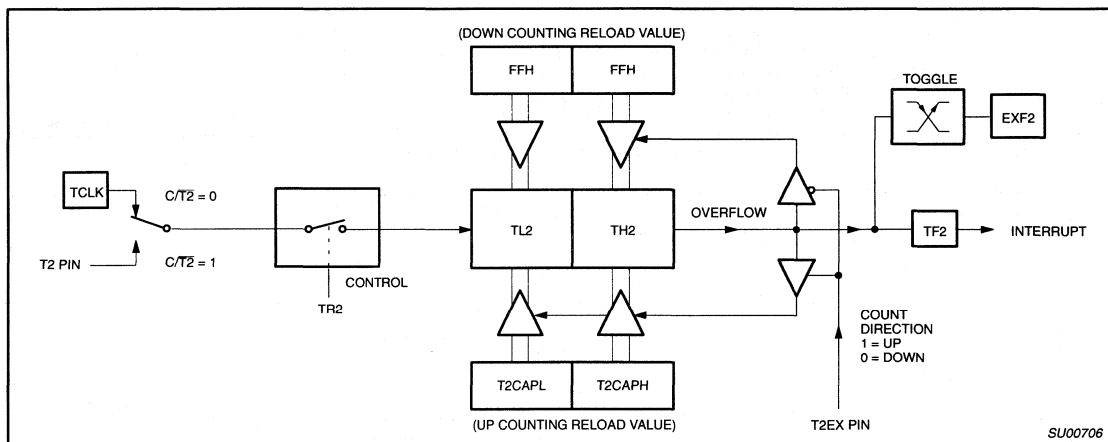 (DOWN COUNTING RELOAD VALUE)
FFH FFH
TOGGLE
EXF2
TCLK
C/T2̅ = 0
TL2 TH2
OVERFLOW
TF2
INTERRUPT
T2 PIN
C/T2̅ = 1
CONTROL
TR2
COUNT
DIRECTION
1 = UP
0 = DOWN
T2CAPL T2CAPH
(UP COUNTING RELOAD VALUE)
T2EX PIN
SU00706